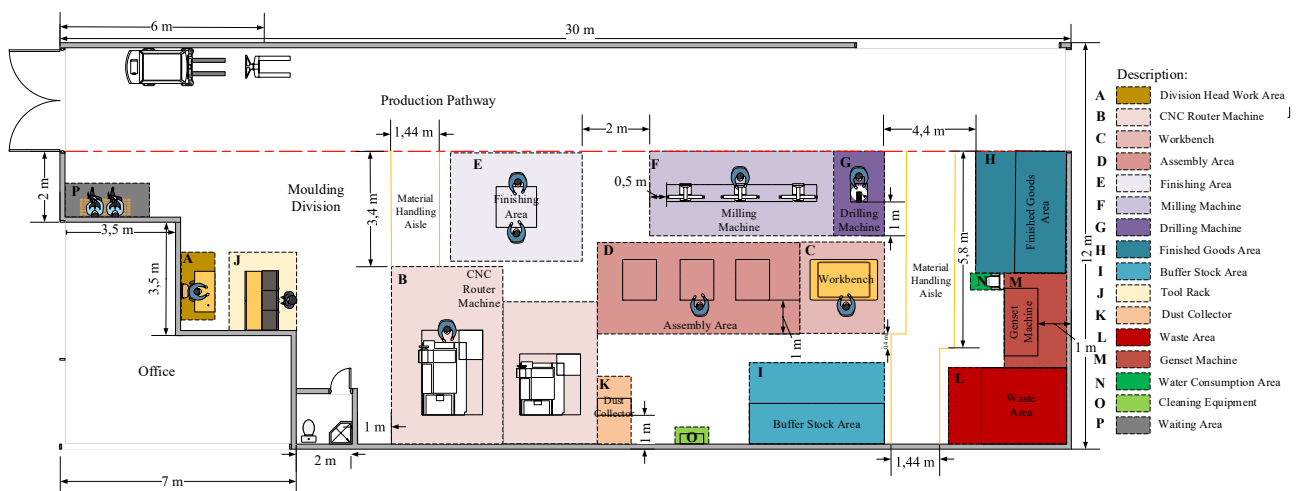 6 m
30 m
Production Pathway
1,44 m
2 m
4,4 m
2 m
P
Moulding
Division
3,4 m
Material
Handling
Aisle
E
Finishing
Area
F
0,5 m
Milling
Machine
G
Drilling
Machine
1 m
5,8 m
H
Finished Goods
Area
12 m
3,5 m
3,5 m
A
J
B
CNC
Router
Machine
D
Assembly Area
1 m
C
Workbench
Material
Handling
Aisle
N
M
Genset
Machine
1 m
Office
K
Dust
Collector
I
Buffer Stock Area
L
Waste
Area
1 m
1 m
O
2 m
7 m
1,44 m
Description:
A Division Head Work Area
B CNC Router Machine
J
C Workbench
D Assembly Area
E Finishing Area
F Milling Machine
G Drilling Machine
H Finished Goods Area
I Buffer Stock Area
J Tool Rack
K Dust Collector
L Waste Area
M Genset Machine
N Water Consumption Area
O Cleaning Equipment
P Waiting Area